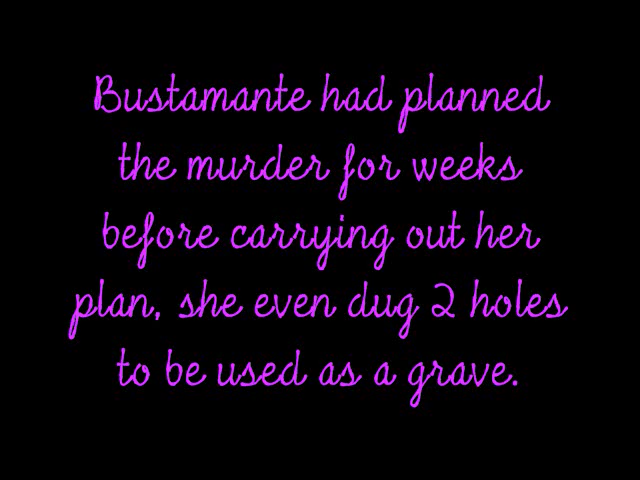 Bustamante had planned
the murder for weeks
before carrying out her
plan, she even dug 2 holes
to be used as a grave.